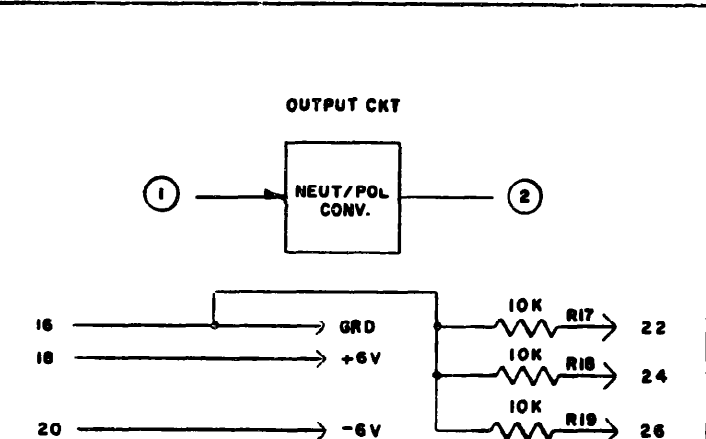 OUTPUT CKT
1
NEUT/POL
CONV.
2
16
GRD
10K
R17
22
18
+6V
10K
R18
24
20
-6V
10K
R19
26